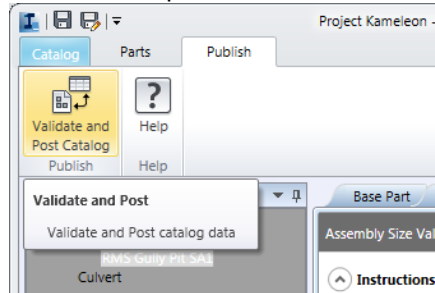 Project Kameleon -
Catalog Parts Publish
Validate and
Post Catalog
Help
Publish Help
Validate and Post
Validate and Post catalog data
Base Part
Assembly Size Val
RMS Gully Pit SA1
Culvert
Instructions